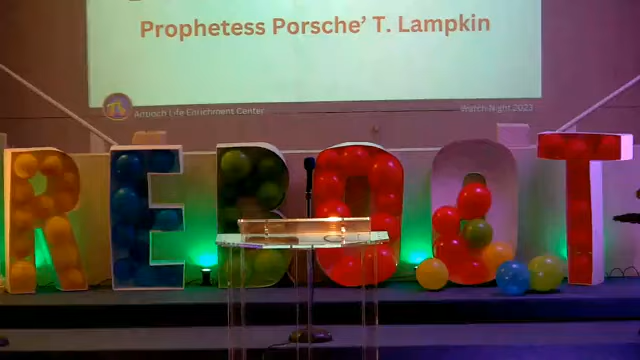 Prophetess Porsche’ T. Lampkin
Antioch Life Enrichment Center
Watch Night 2023
REBOOT